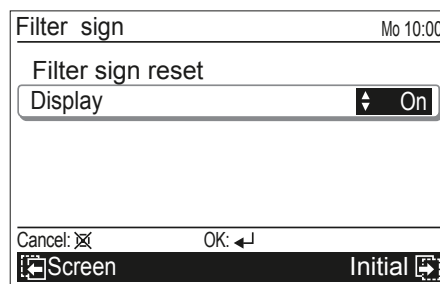 Filter sign Mo 10:00
Filter sign reset
Display On
Cancel: OK:
Screen Initial